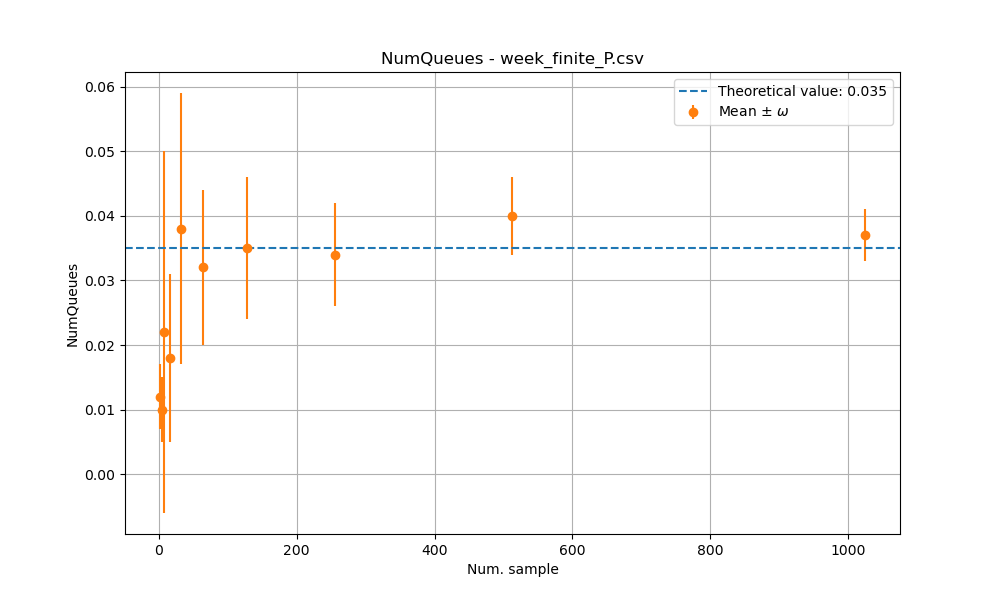 NumQueues - week_finite_P.csv
Theoretical value: 0.035
Mean ± ω
NumQueues
0.06
0.05
0.04
0.03
0.02
0.01
0.00
0
200
400
600
800
1000
Num. sample